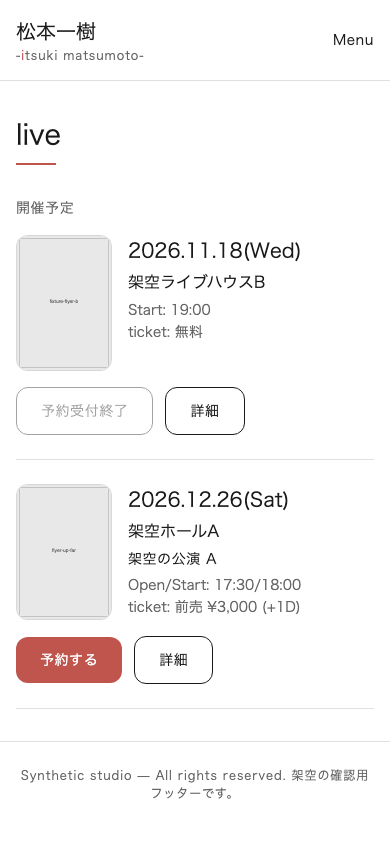 松本一樹
-itsuki matsumoto-
Menu
live
開催予定
fixture-flyer-b
2026.11.18(Wed)
架空ライブハウスB
Start: 19:00
ticket: 無料
予約受付終了
詳細
flyer-up-far
2026.12.26(Sat)
架空ホールA
架空の公演 A
Open/Start: 17:30/18:00
ticket: 前売 ¥3,000 (+1D)
予約する
詳細
Synthetic studio — All rights reserved. 架空の確認用
フッターです。